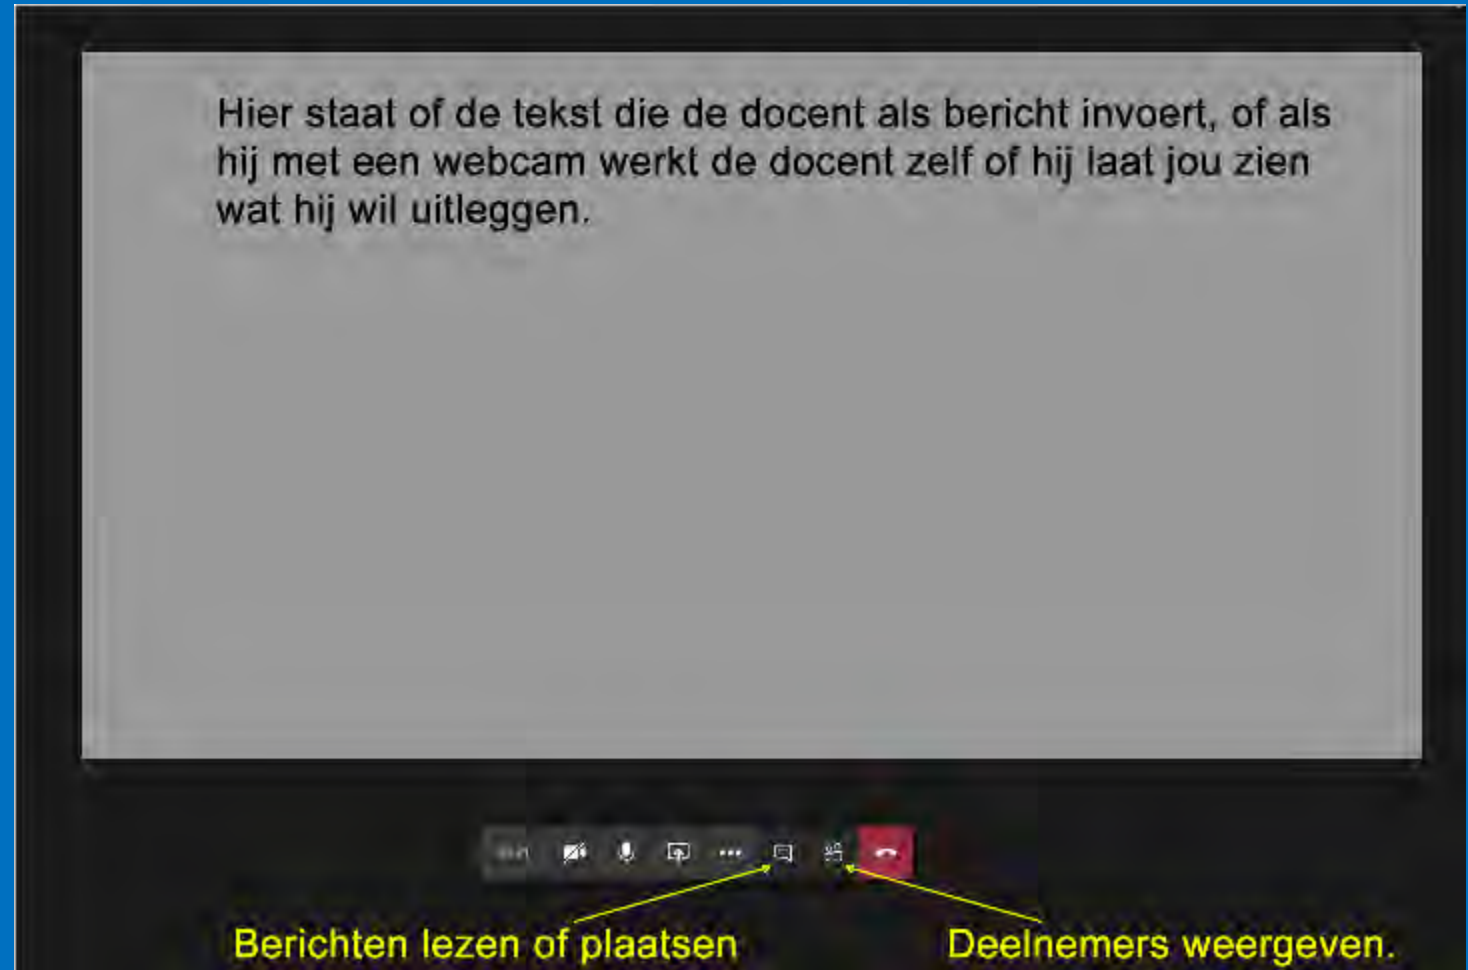 Hier staat of de tekst die de docent als bericht invoert, of als
hij met een webcam werkt de docent zelf of hij laat jou zien
wat hij wil uitleggen.
Berichten lezen of plaatsen
Deelnemers weergeven.